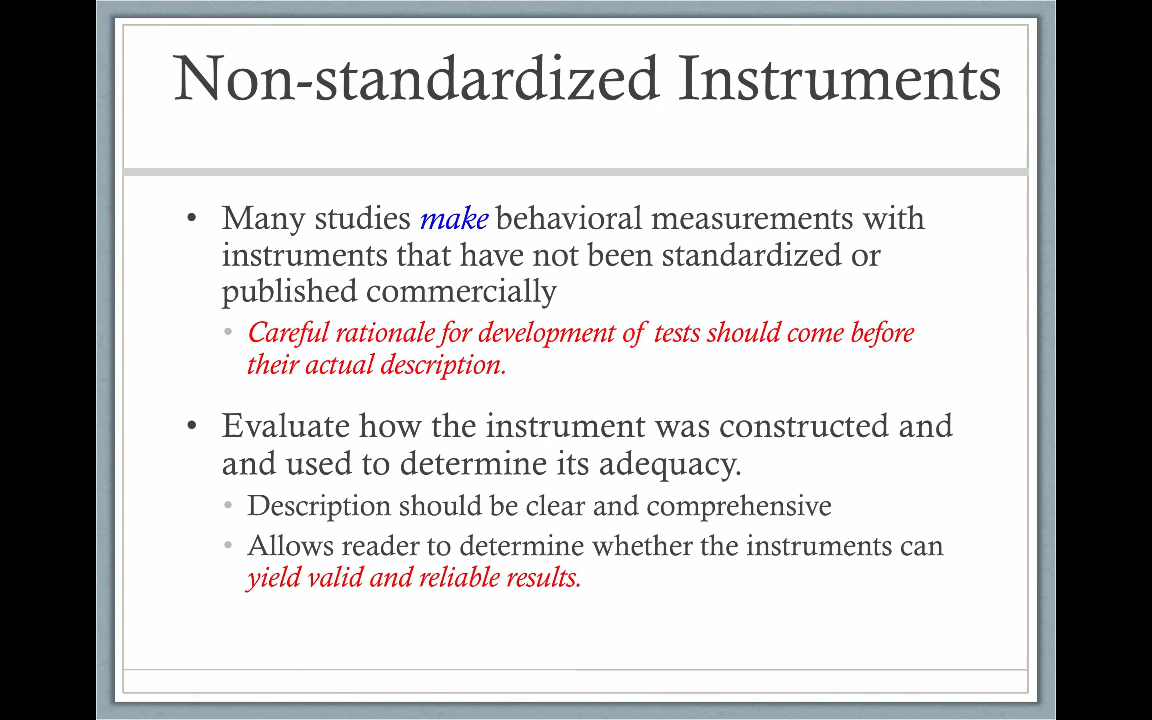 Non-standardized Instruments
• Many studies make behavioral measurements with
instruments that have not been standardized or
published commercially
• Careful rationale for development of tests should come before
their actual description.
• Evaluate how the instrument was constructed and
and used to determine its adequacy.
• Description should be clear and comprehensive
• Allows reader to determine whether the instruments can
yield valid and reliable results.